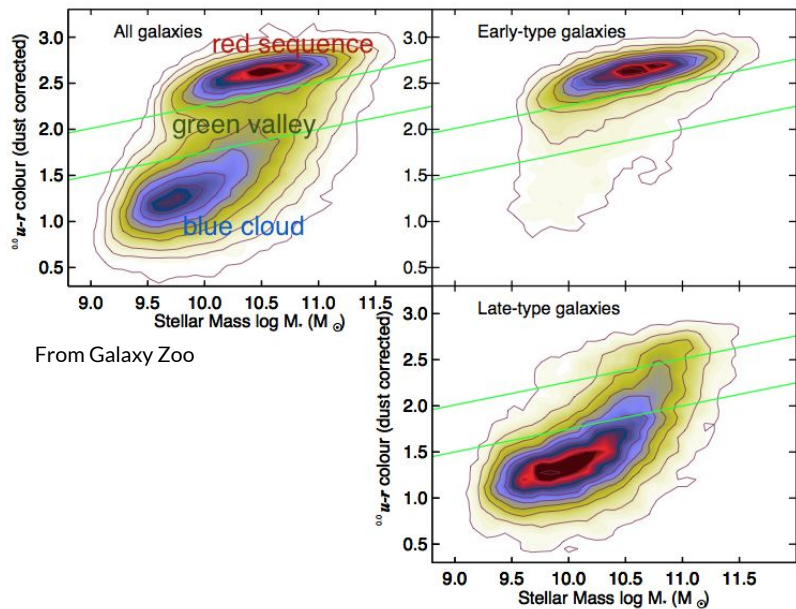 All galaxies
red sequence
green valley
blue cloud
3.0
2.5
2.0
1.5
1.0
0.5
0.0 u-r colour (dust corrected)
9.0 9.5 10.0 10.5 11.0 11.5
Stellar Mass log M* (M⊙)
Early-type galaxies
3.0
2.5
2.0
1.5
1.0
0.5
From Galaxy Zoo
Late-type galaxies
3.0
2.5
2.0
1.5
1.0
0.5
0.0 u-r colour (dust corrected)
9.0 9.5 10.0 10.5 11.0 11.5
Stellar Mass log M* (M⊙)